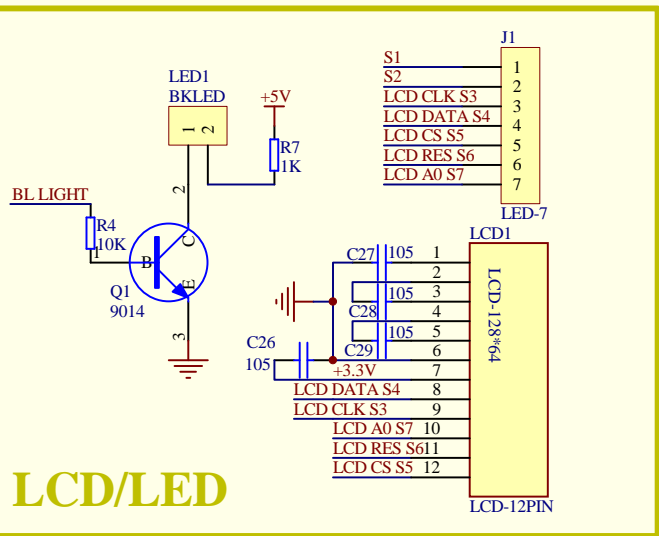 LED1
BKLED
1
2
+5V
R7
1K
2
BL LIGHT
R4
10K
1
B
C
E
Q1
9014
3
J1
S1 1
S2 2
LCD CLK S3 3
LCD DATA S4 4
LCD CS S5 5
LCD RES S6 6
LCD A0 S7 7
LED-7
LCD1
C27 105 1
2
105 3
C28 4
105 5
C29 6
C26
105
+3.3V 7
LCD DATA S4 8
LCD CLK S3 9
LCD A0 S7 10
LCD RES S6 11
LCD CS S5 12
LCD-128*64
LCD-12PIN
LCD/LED